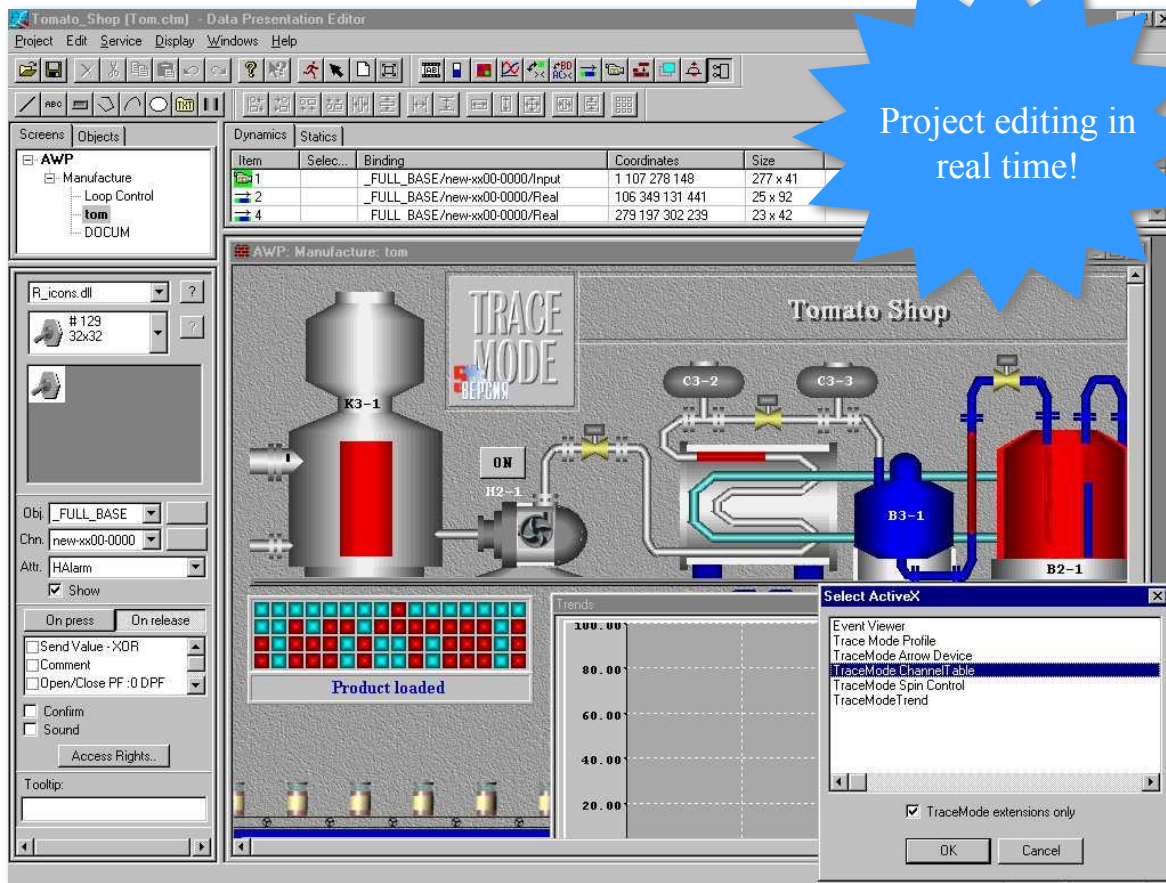 Tomato_Shop [Tom.ctm] - Data Presentation Editor
Project Edit Service Display Windows Help
Project editing in
real time!
ABC
TXT
Screens Objects
AWP
Manufacture
Loop Control
tom
DOCUM
Dynamics Statics
Item Selec... Binding Coordinates Size
1 _FULL_BASE/new-xx00-0000/Input 1 107 278 148 277 x 41
2 _FULL_BASE/new-xx00-0000/Real 106 349 131 441 25 x 92
4 FULL BASE/new-xx00-0000/Real 279 197 302 239 23 x 42
AWP: Manufacture: tom
R_icons.dll ?
# 129
32x32
?
Obj. _FULL_BASE
Chn. new-xx00-0000
Attr. HAlarm
Show
On press On release
Send Value - XOR
Comment
Open/Close PF :0 DPF
Confirm
Sound
Access Rights..
Tooltip:
TRACE
MODE
5
ВЕРСИЯ
Tomato Shop
K3-1
C3-2
C3-3
ON
H2-1
B3-1
B2-1
Product loaded
Trends
100.00
80.00
60.00
40.00
20.00
Select ActiveX
Event Viewer
Trace Mode Profile
TraceMode Arrow Device
TraceMode ChannelTable
TraceMode Spin Control
TraceModeTrend
TraceMode extensions only
OK Cancel